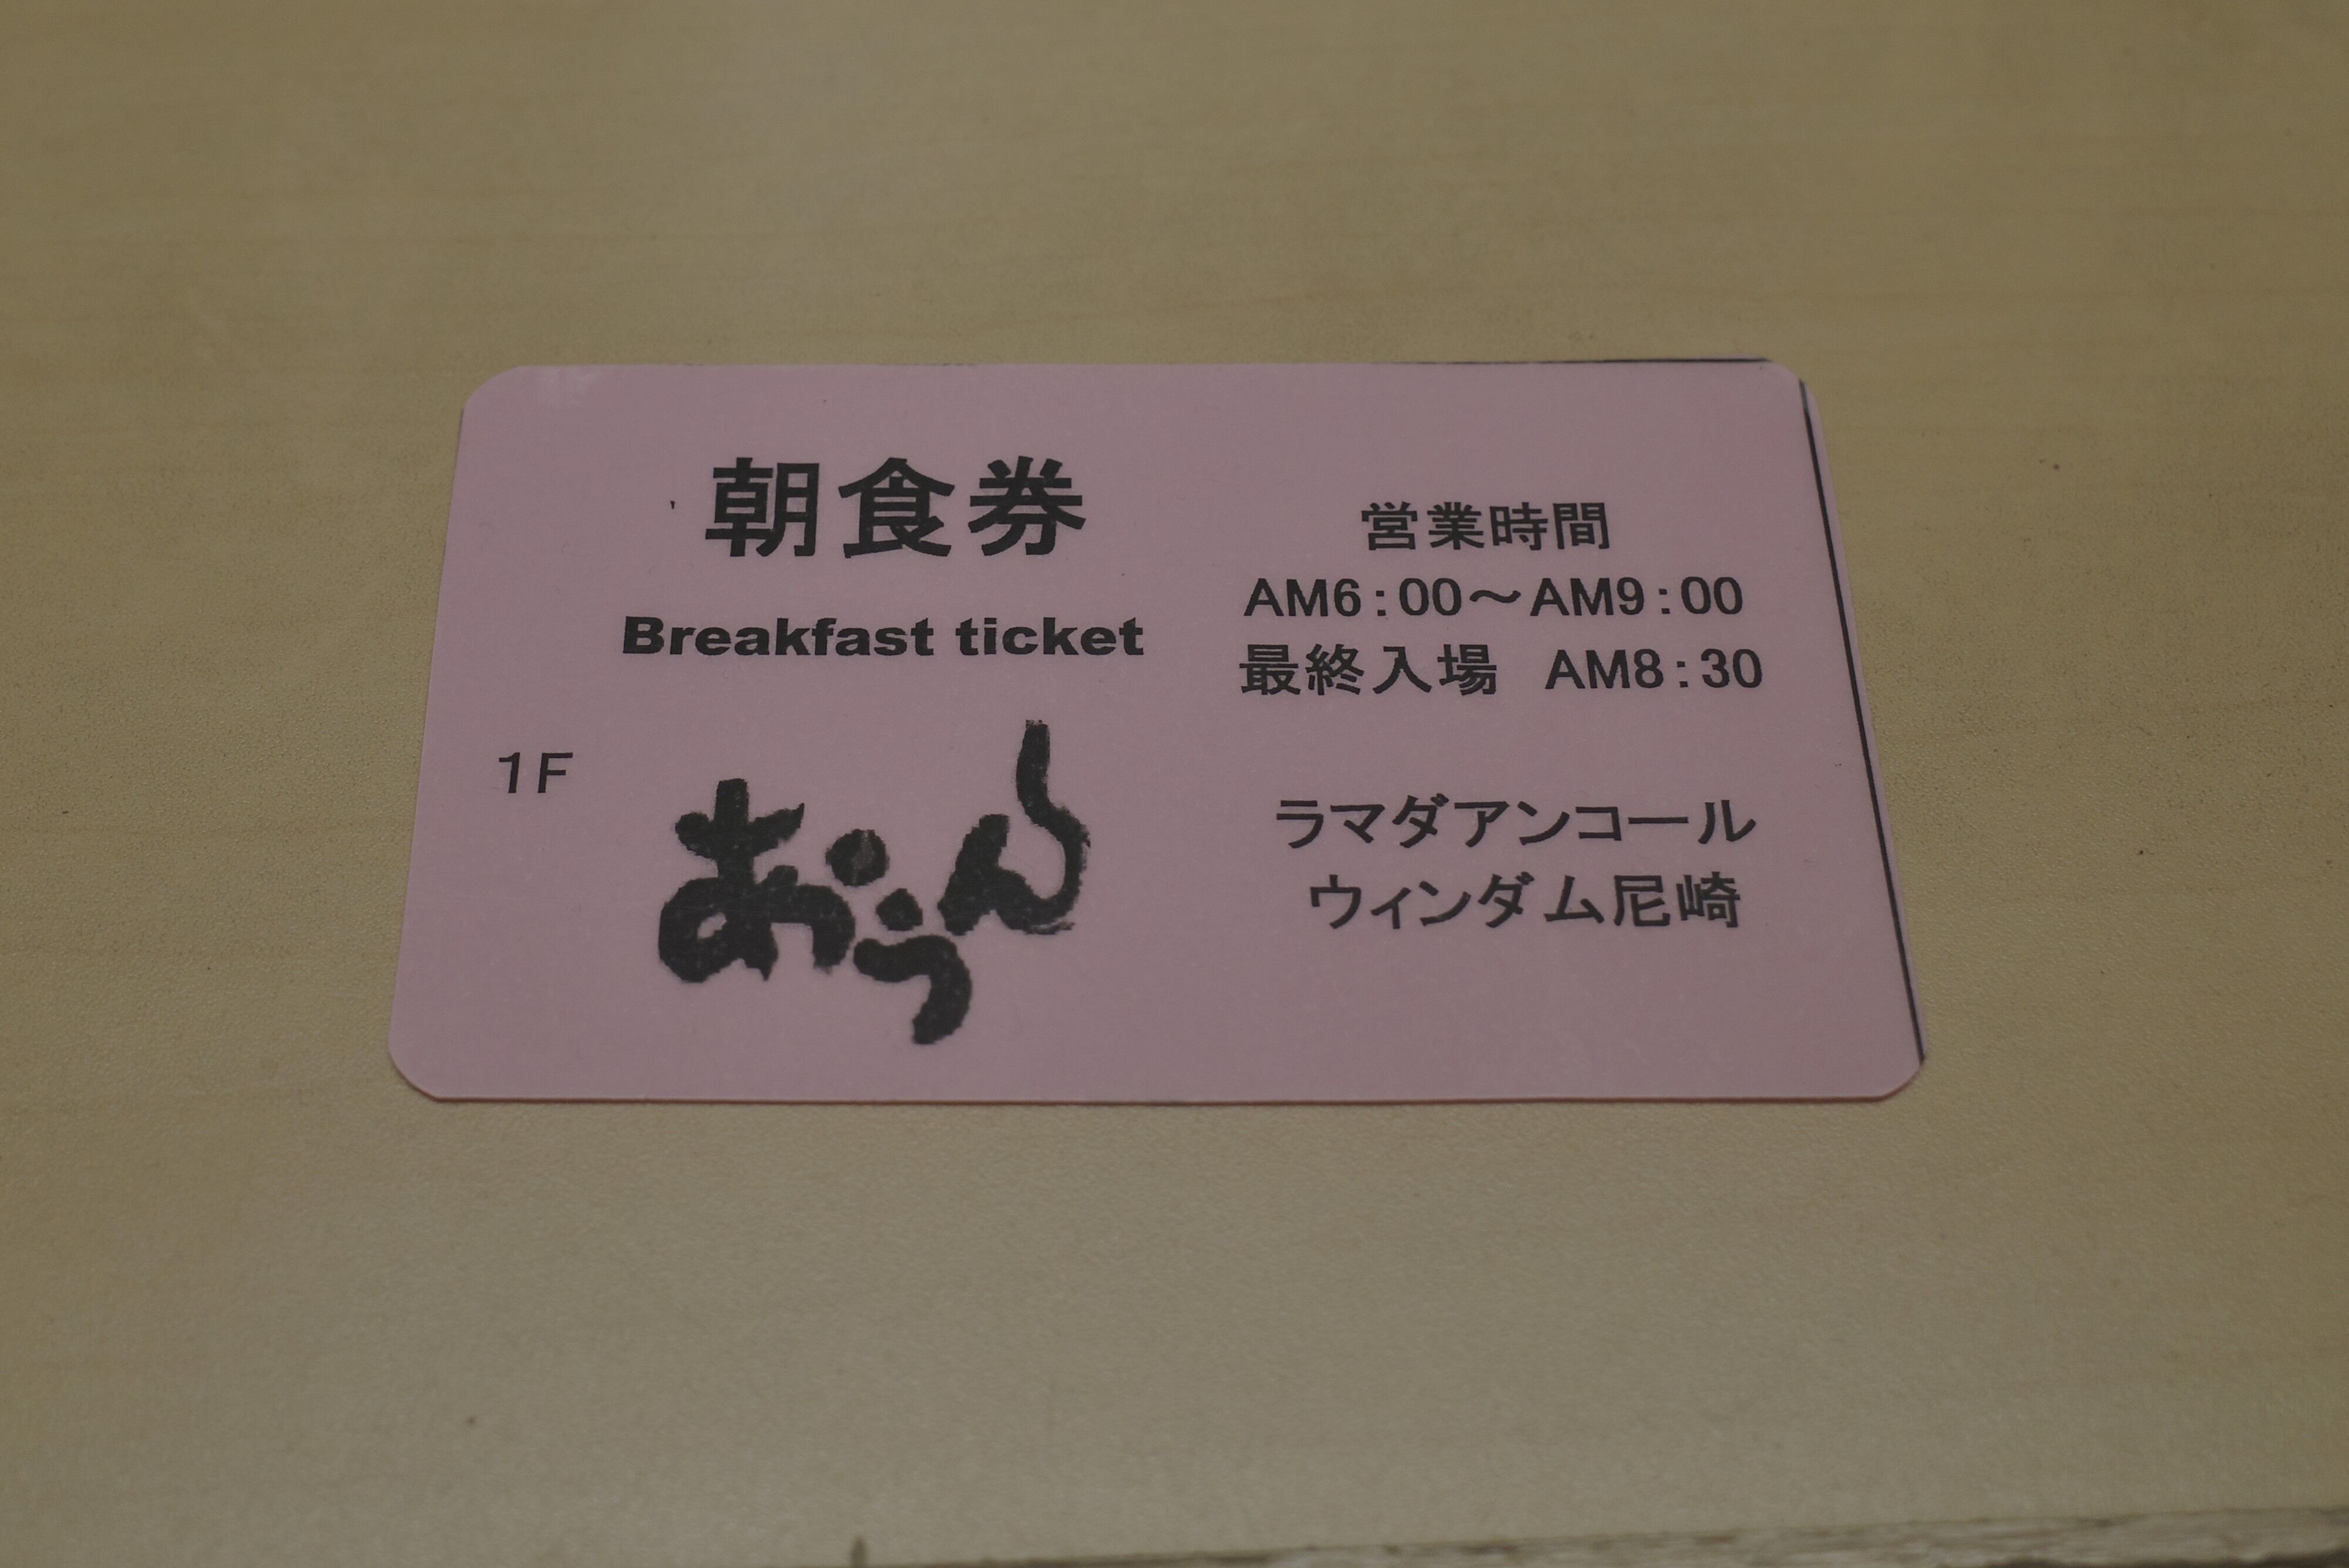 朝食券
Breakfast ticket
1F
おうん
営業時間
AM6:00～AM9:00
最終入場 AM8:30
ラマダアンコール
ウィンダム尼崎